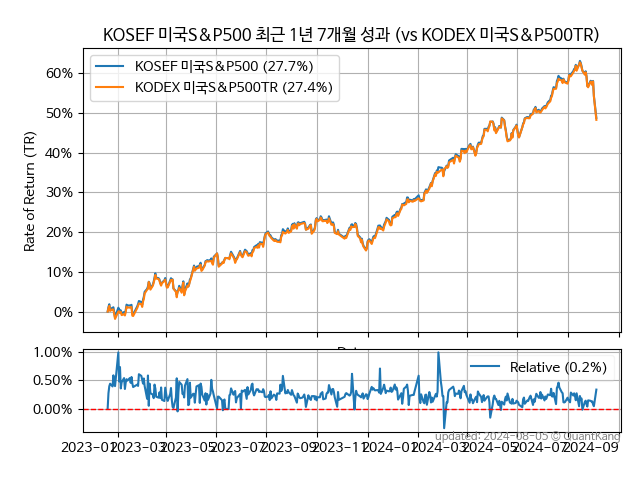 KOSEF 미국S&P500 최근 1년 7개월 성과 (vs KODEX 미국S&P500TR)
KOSEF 미국S&P500 (27.7%)
KODEX 미국S&P500TR (27.4%)
Rate of Return (TR)
60%
50%
40%
30%
20%
10%
0%
1.00%
0.50%
0.00%
Relative (0.2%)
updated: 2024-08-05 © QuantKang
2023-01 2023-03 2023-05 2023-07 2023-09 2023-11 2024-01 2024-03 2024-05 2024-07 2024-09